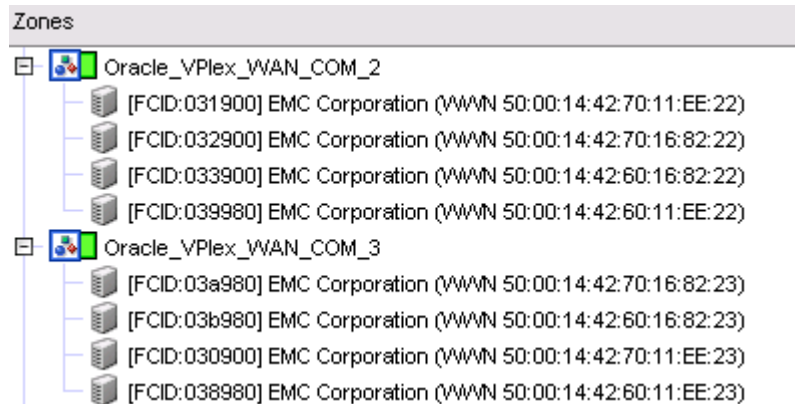 Zones
Oracle_VPlex_WAN_COM_2
[FCID:031900] EMC Corporation (WWN 50:00:14:42:70:11:EE:22)
[FCID:032900] EMC Corporation (WWN 50:00:14:42:70:16:82:22)
[FCID:033900] EMC Corporation (WWN 50:00:14:42:60:16:82:22)
[FCID:039980] EMC Corporation (WWN 50:00:14:42:60:11:EE:22)
Oracle_VPlex_WAN_COM_3
[FCID:03a980] EMC Corporation (WWN 50:00:14:42:70:16:82:23)
[FCID:03b980] EMC Corporation (WWN 50:00:14:42:60:16:82:23)
[FCID:030900] EMC Corporation (WWN 50:00:14:42:70:11:EE:23)
[FCID:038980] EMC Corporation (WWN 50:00:14:42:60:11:EE:23)